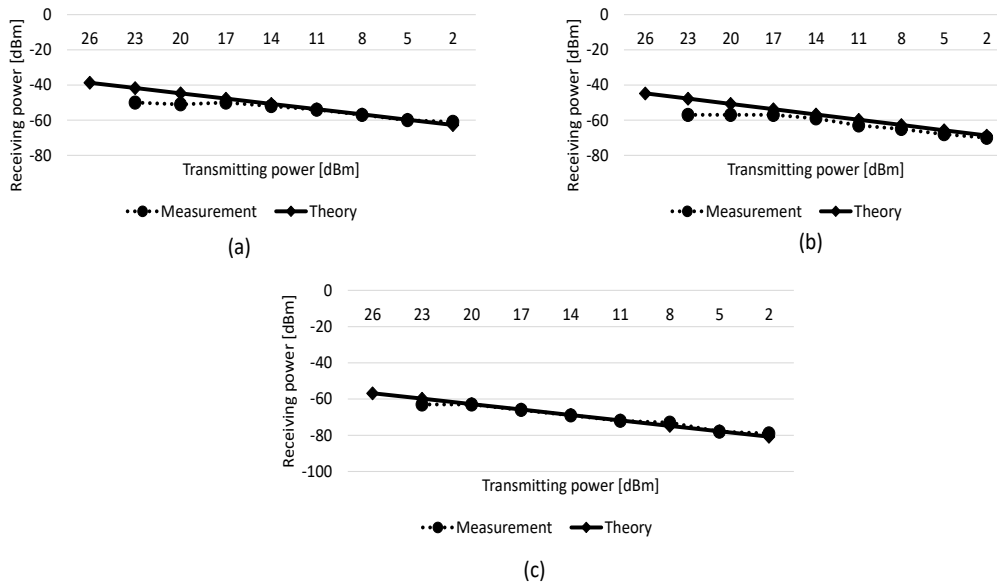 0
26 23 20 17 14 11 8 5 2
-20
-40
-60
-80
Receiving power [dBm]
Transmitting power [dBm]
Measurement Theory
(a)
0
26 23 20 17 14 11 8 5 2
-20
-40
-60
-80
Receiving power [dBm]
Transmitting power [dBm]
Measurement Theory
(b)
0
26 23 20 17 14 11 8 5 2
-20
-40
-60
-80
-100
Receiving power [dBm]
Transmitting power [dBm]
Measurement Theory
(c)